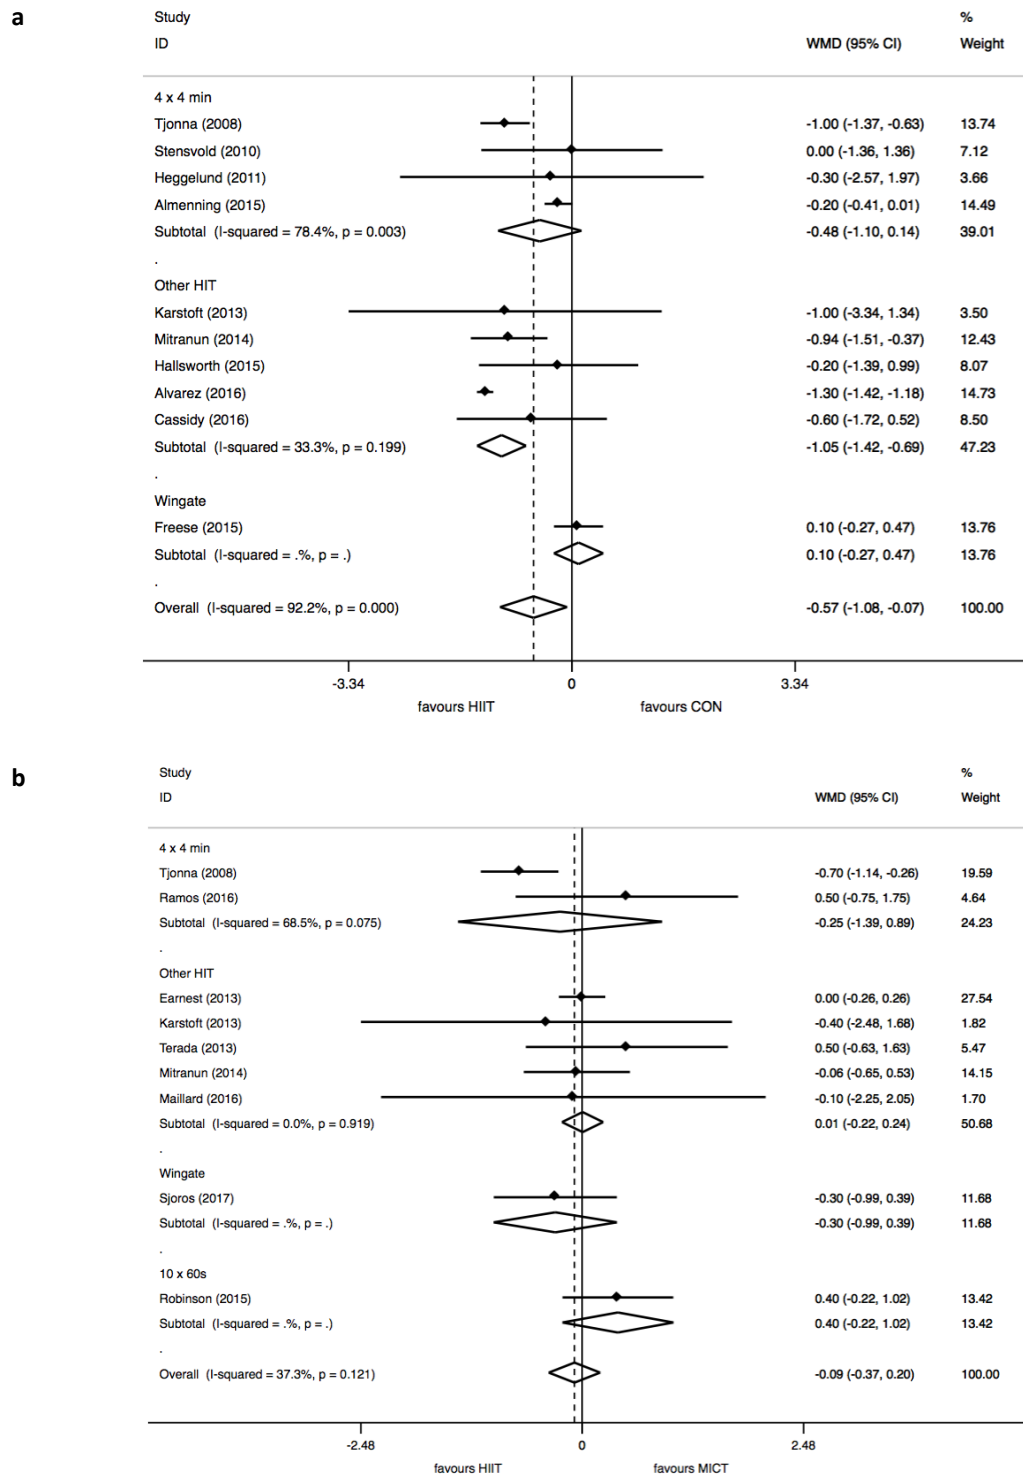 a
Study %
ID WMD (95% CI) Weight
4 x 4 min
Tjonna (2008) -1.00 (-1.37, -0.63) 13.74
Stensvold (2010) 0.00 (-1.36, 1.36) 7.12
Heggelund (2011) -0.30 (-2.57, 1.97) 3.66
Almenning (2015) -0.20 (-0.41, 0.01) 14.49
Subtotal (I-squared = 78.4%, p = 0.003) -0.48 (-1.10, 0.14) 39.01
.
Other HIT
Karstoft (2013) -1.00 (-3.34, 1.34) 3.50
Mitranun (2014) -0.94 (-1.51, -0.37) 12.43
Hallsworth (2015) -0.20 (-1.39, 0.99) 8.07
Alvarez (2016) -1.30 (-1.42, -1.18) 14.73
Cassidy (2016) -0.60 (-1.72, 0.52) 8.50
Subtotal (I-squared = 33.3%, p = 0.199) -1.05 (-1.42, -0.69) 47.23
.
Wingate
Freese (2015) 0.10 (-0.27, 0.47) 13.76
Subtotal (I-squared = .%, p = .) 0.10 (-0.27, 0.47) 13.76
.
Overall (I-squared = 92.2%, p = 0.000) -0.57 (-1.08, -0.07) 100.00
-3.34 0 3.34
favours HIIT favours CON
b
Study %
ID WMD (95% CI) Weight
4 x 4 min
Tjonna (2008) -0.70 (-1.14, -0.26) 19.59
Ramos (2016) 0.50 (-0.75, 1.75) 4.64
Subtotal (I-squared = 68.5%, p = 0.075) -0.25 (-1.39, 0.89) 24.23
.
Other HIT
Earnest (2013) 0.00 (-0.26, 0.26) 27.54
Karstoft (2013) -0.40 (-2.48, 1.68) 1.82
Terada (2013) 0.50 (-0.63, 1.63) 5.47
Mitranun (2014) -0.06 (-0.65, 0.53) 14.15
Maillard (2016) -0.10 (-2.25, 2.05) 1.70
Subtotal (I-squared = 0.0%, p = 0.919) 0.01 (-0.22, 0.24) 50.68
.
Wingate
Sjoros (2017) -0.30 (-0.99, 0.39) 11.68
Subtotal (I-squared = .%, p = .) -0.30 (-0.99, 0.39) 11.68
.
10 x 60s
Robinson (2015) 0.40 (-0.22, 1.02) 13.42
Subtotal (I-squared = .%, p = .) 0.40 (-0.22, 1.02) 13.42
.
Overall (I-squared = 37.3%, p = 0.121) -0.09 (-0.37, 0.20) 100.00
-2.48 0 2.48
favours HIIT favours MICT